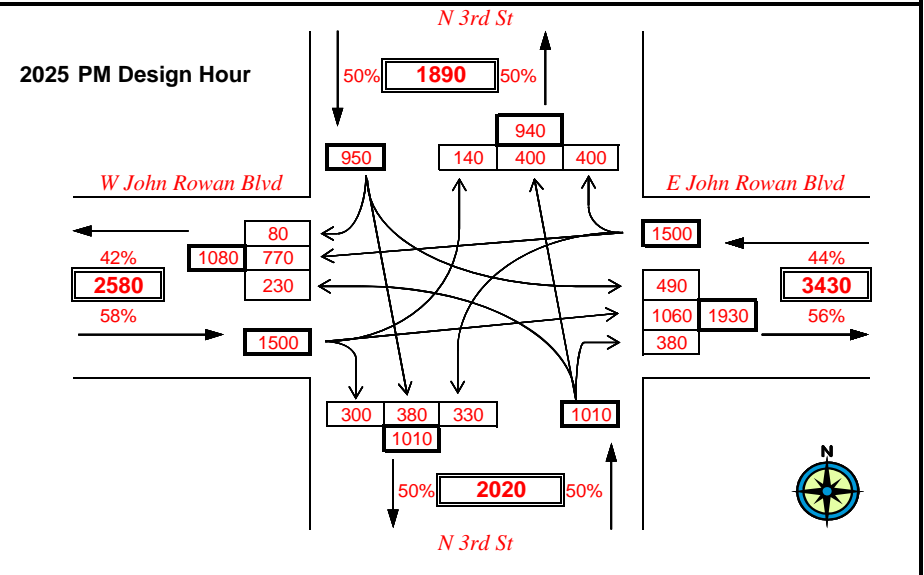 N 3rd St
2025 PM Design Hour
50% 1890 50%
940
950 140 400 400
W John Rowan Blvd E John Rowan Blvd
80 1500
42% 1080 770 44%
2580 230 490 3430
58% 1060 1930 56%
1500 380
300 380 330 1010
1010
N
50% 2020 50%
N 3rd St